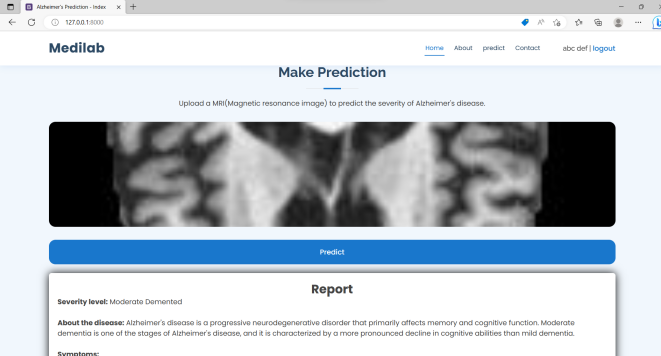 Alzheimer's Prediction - Index
127.0.0.1:8000
Medilab
Home About predict Contact abc def | logout
Make Prediction
Upload a MRI(Magnetic resonance image) to predict the severity of Alzheimer's disease.
Predict
Report
Severity level: Moderate Demented
About the disease: Alzheimer's disease is a progressive neurodegenerative disorder that primarily affects memory and cognitive function. Moderate
dementia is one of the stages of Alzheimer's disease, and it is characterized by a more pronounced decline in cognitive abilities than mild dementia.
Symptoms: